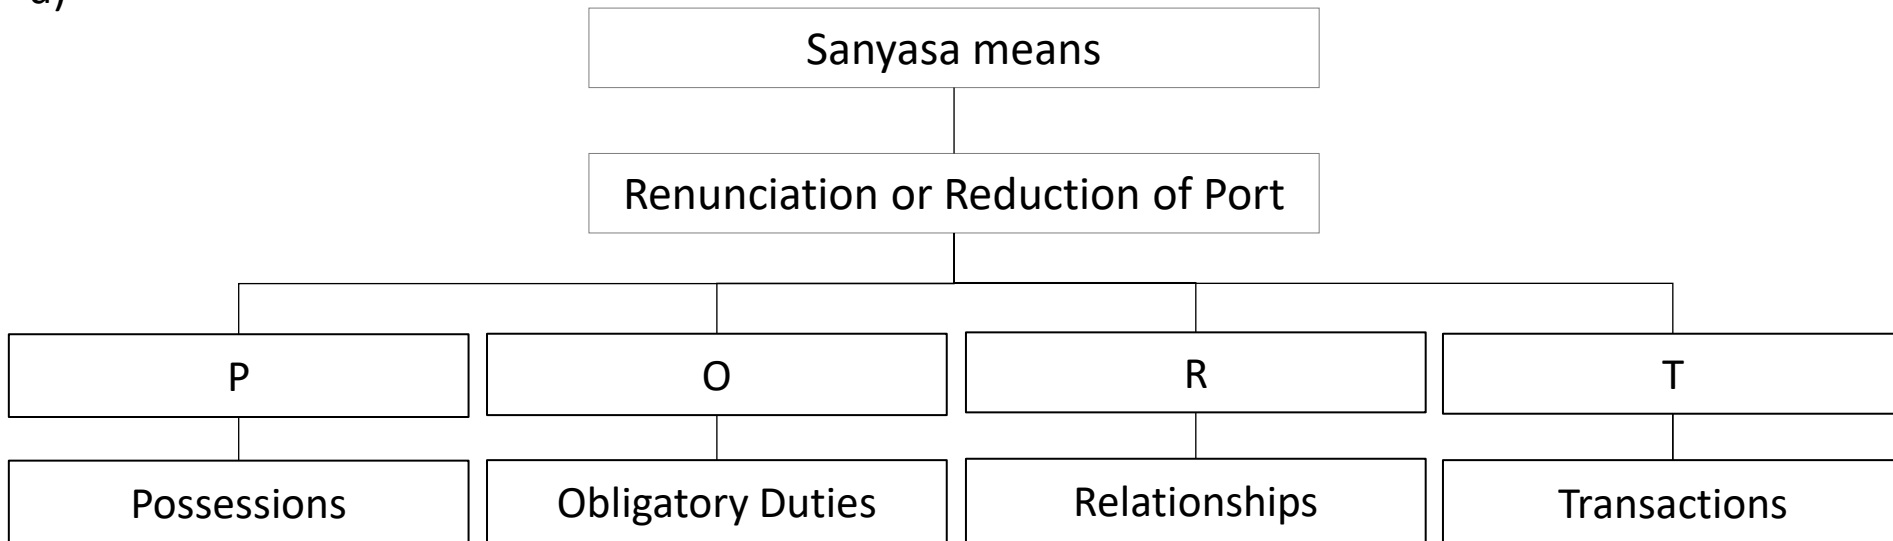 a)
Sanyasa means
Renunciation or Reduction of Port
P O R T
Possessions Obligatory Duties Relationships Transactions